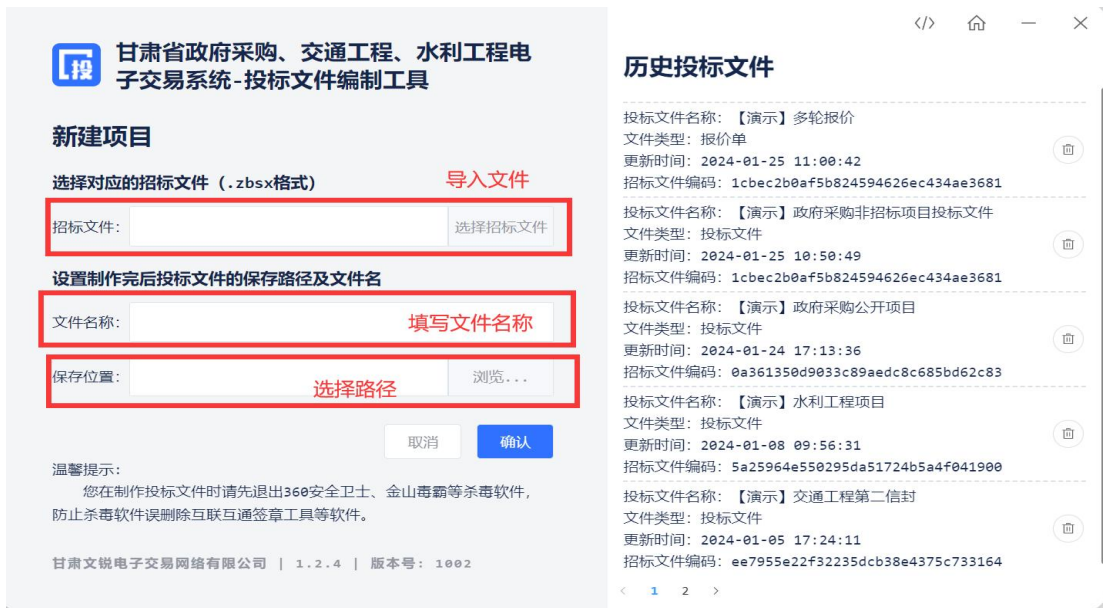 </>
投
甘肃省政府采购、交通工程、水利工程电
子交易系统-投标文件编制工具
新建项目
选择对应的招标文件（.zbsx格式）
导入文件
招标文件：
选择招标文件
设置制作完后投标文件的保存路径及文件名
文件名称：
填写文件名称
保存位置：
选择路径
浏览...
取消
确认
温馨提示：
您在制作投标文件时请先退出360安全卫士、金山毒霸等杀毒软件，
防止杀毒软件误删除互联互通签章工具等软件。
甘肃文锐电子交易网络有限公司 | 1.2.4 | 版本号：1002
历史投标文件
投标文件名称：【演示】多轮报价
文件类型：报价单
更新时间：2024-01-25 11:00:42
招标文件编码：1cbec2b0af5b824594626ec434ae3681
投标文件名称：【演示】政府采购非招标项目投标文件
文件类型：投标文件
更新时间：2024-01-25 10:50:49
招标文件编码：1cbec2b0af5b824594626ec434ae3681
投标文件名称：【演示】政府采购公开项目
文件类型：投标文件
更新时间：2024-01-24 17:13:36
招标文件编码：0a361350d9033c89aedc8c685bd62c83
投标文件名称：【演示】水利工程项目
文件类型：投标文件
更新时间：2024-01-08 09:56:31
招标文件编码：5a25964e550295da51724b5a4f041900
投标文件名称：【演示】交通工程第二信封
文件类型：投标文件
更新时间：2024-01-05 17:24:11
招标文件编码：ee7955e22f32235dcb38e4375c733164
< 1 2 >